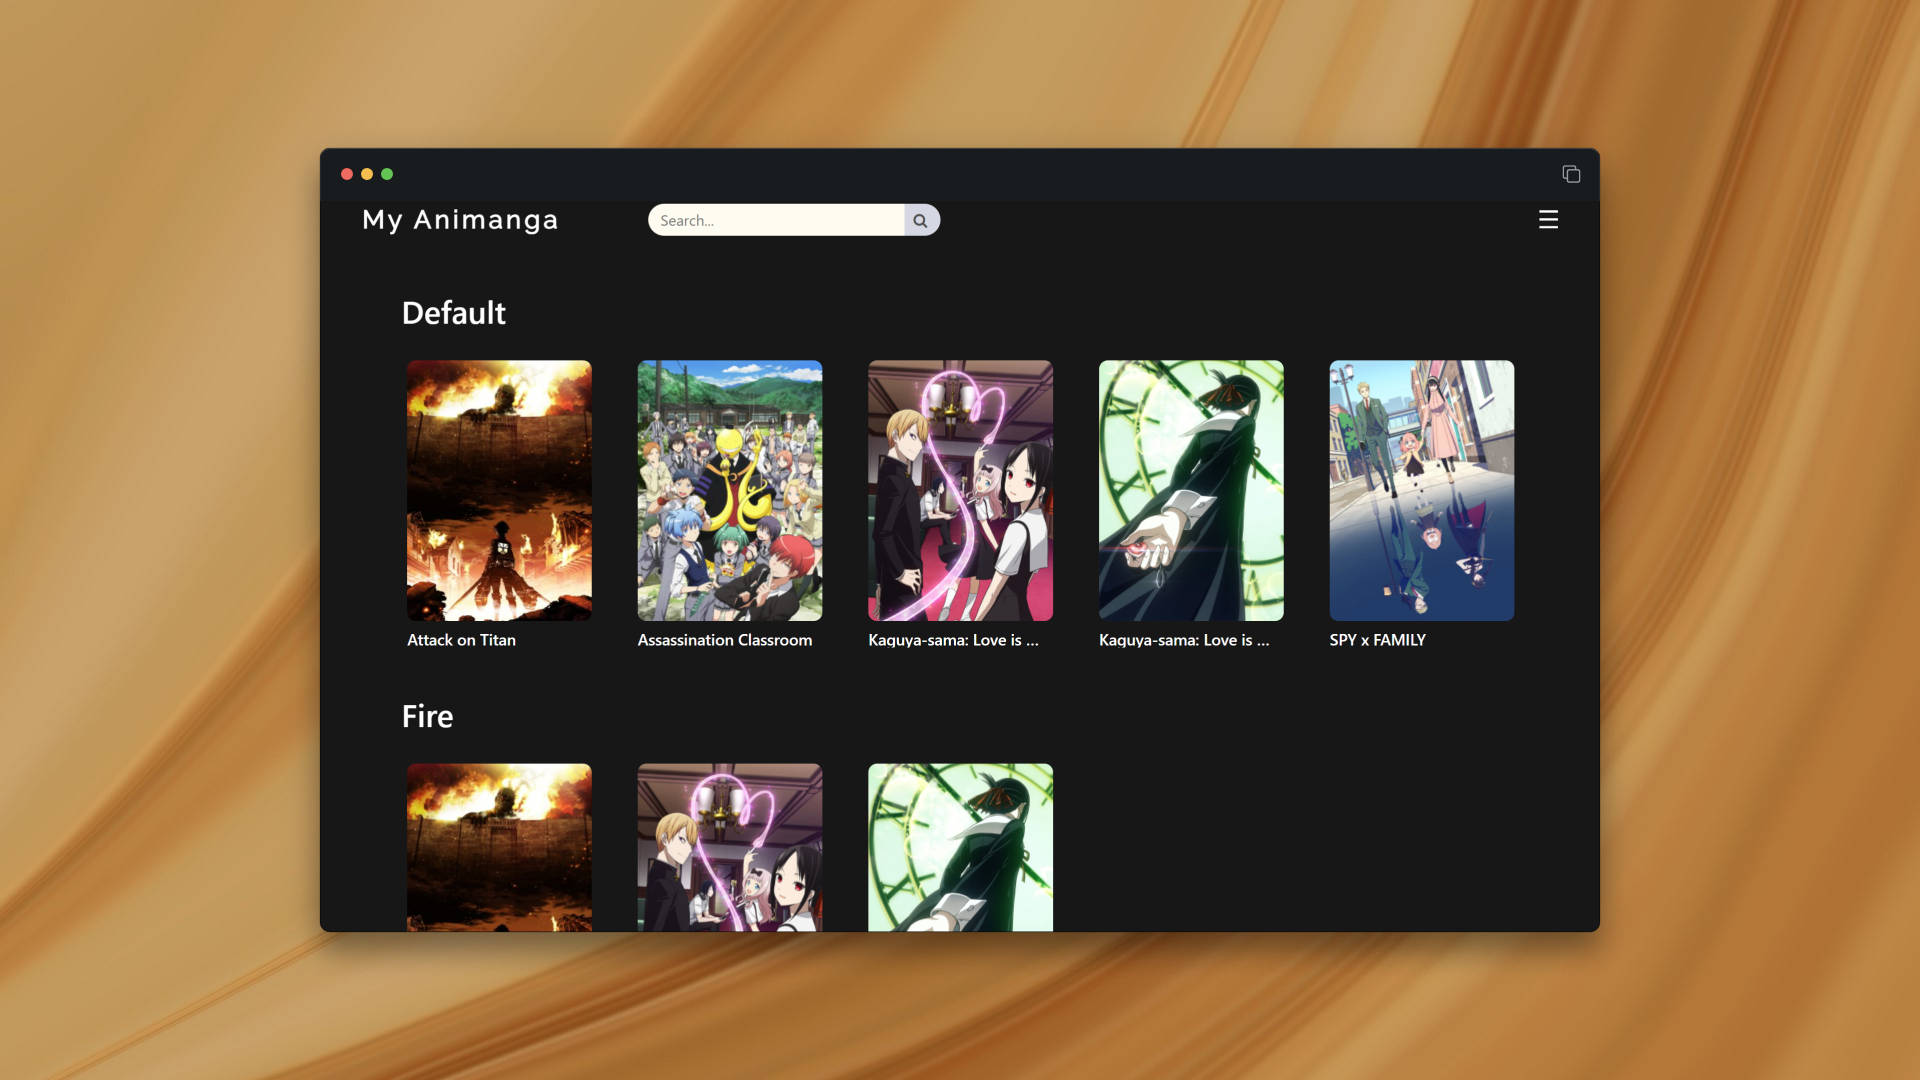 My Animanga
Search...
Default
Attack on Titan
Assassination Classroom
Kaguya-sama: Love is ...
Kaguya-sama: Love is ...
SPY x FAMILY
Fire